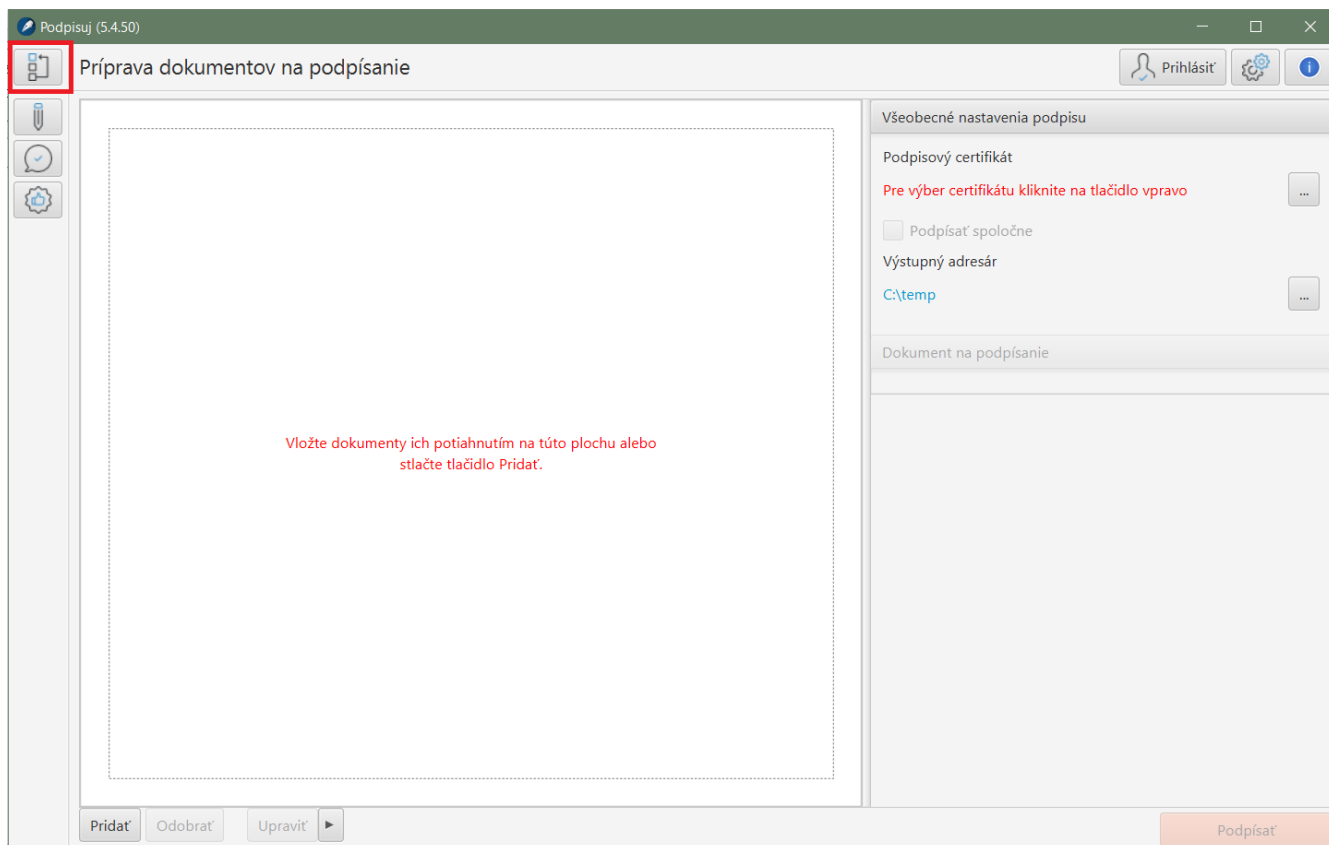 Podpisuj (5.4.50)
Príprava dokumentov na podpísanie
Prihlásiť
Všeobecné nastavenia podpisu
Podpisový certifikát
Pre výber certifikátu kliknite na tlačidlo vpravo
...
Podpísať spoločne
Výstupný adresár
C:\temp
...
Dokument na podpísanie
Vložte dokumenty ich potiahnutím na túto plochu alebo
stlačte tlačidlo Pridať.
Pridať Odobrať Upraviť
Podpísať